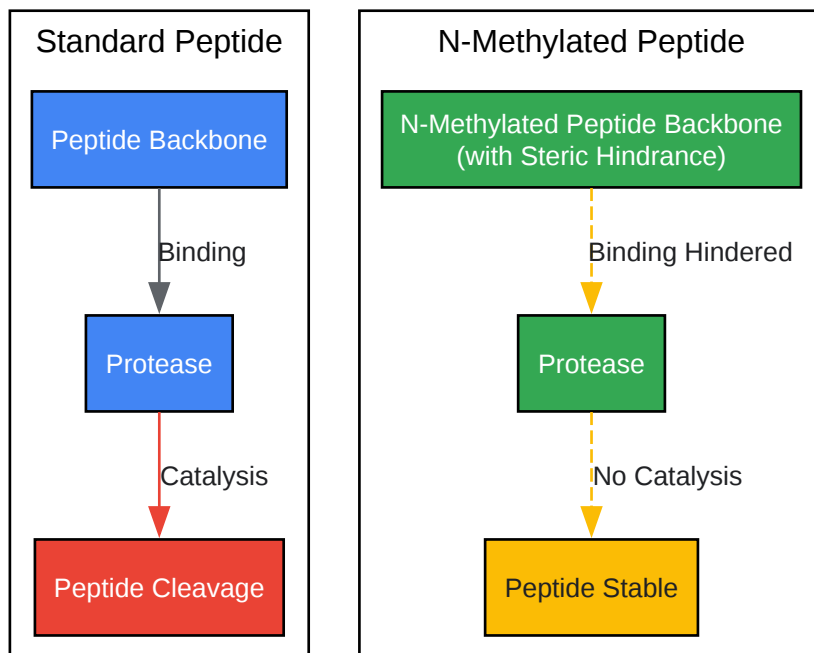 Standard Peptide
Peptide Backbone
Binding
Protease
Catalysis
Peptide Cleavage
N-Methylated Peptide
N-Methylated Peptide Backbone
(with Steric Hindrance)
Binding Hindered
Protease
No Catalysis
Peptide Stable